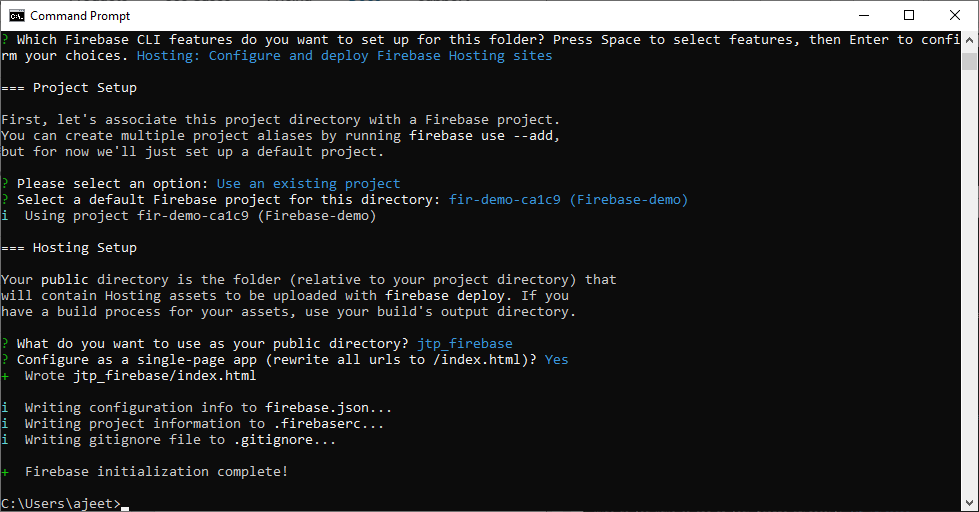 Command Prompt
? Which Firebase CLI features do you want to set up for this folder? Press Space to select features, then Enter to confi
rm your choices. Hosting: Configure and deploy Firebase Hosting sites
=== Project Setup
First, let's associate this project directory with a Firebase project.
You can create multiple project aliases by running firebase use --add,
but for now we'll just set up a default project.
? Please select an option: Use an existing project
? Select a default Firebase project for this directory: fir-demo-ca1c9 (Firebase-demo)
i  Using project fir-demo-ca1c9 (Firebase-demo)
=== Hosting Setup
Your public directory is the folder (relative to your project directory) that
will contain Hosting assets to be uploaded with firebase deploy. If you
have a build process for your assets, use your build's output directory.
? What do you want to use as your public directory? jtp_firebase
? Configure as a single-page app (rewrite all urls to /index.html)? Yes
+  Wrote jtp_firebase/index.html
i  Writing configuration info to firebase.json...
i  Writing project information to .firebaserc...
i  Writing gitignore file to .gitignore...
+  Firebase initialization complete!
C:\Users\ajeet>